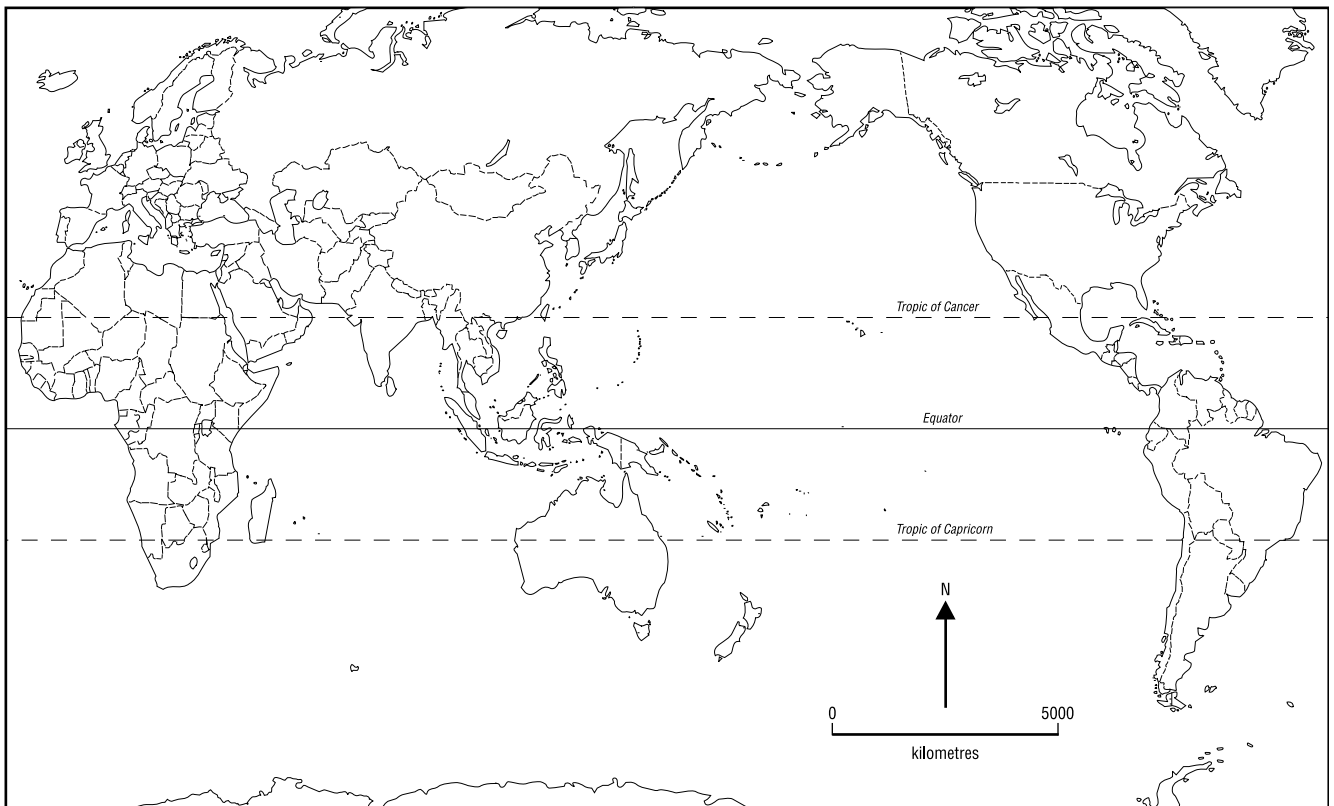 Tropic of Cancer
Equator
Tropic of Capricorn
N
0 5000
kilometres